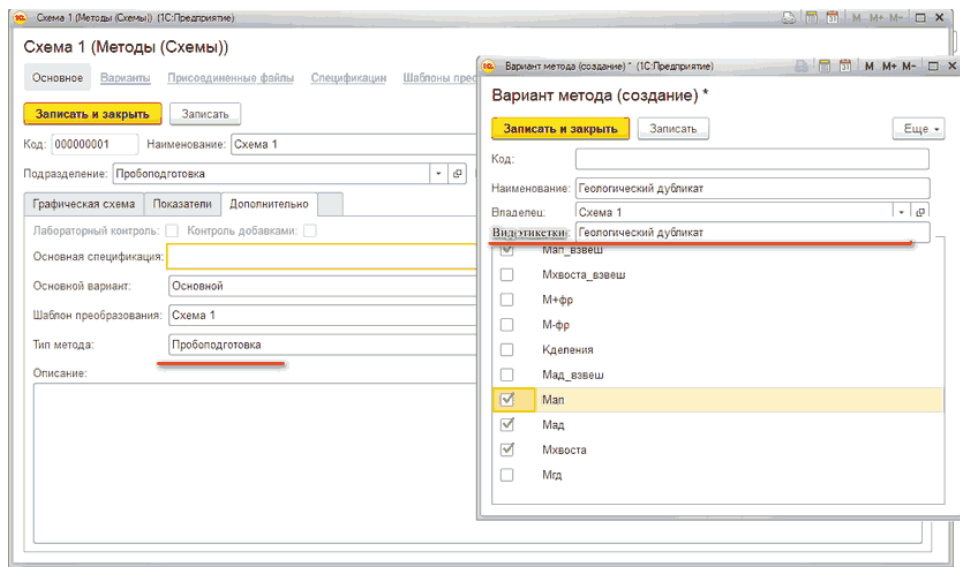 Схема 1 (Методы (Схемы)) (1С:Предприятие)
M M+ M-
Схема 1 (Методы (Схемы))
Основное Варианты Присоединенные файлы Спецификации Шаблоны прео
Записать и закрыть Записать
Код: 000000001 Наименование: Схема 1
Подразделение: Пробоподготовка
Графическая схема Показатели Дополнительно
Лабораторный контроль: Контроль добавками:
Основная спецификация:
Основной вариант: Основной
Шаблон преобразования: Схема 1
Тип метода: Пробоподготовка
Описание:
Вариант метода (создание) * (1С:Предприятие)
M M+ M-
Вариант метода (создание) *
Записать и закрыть Записать Еще
Код:
Наименование: Геологический дубликат
Владелец: Схема 1
Вид этикетки: Геологический дубликат
Мап_взвеш
Мхвоста_взвеш
М+фр
М-фр
Кделения
Мад_взвеш
Мап
Мад
Мхвоста
Мгд